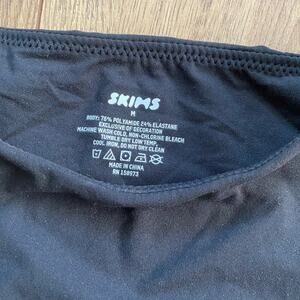 SKIMS
M
BODY: 76% POLYAMIDE 24% ELASTANE
EXCLUSIVE OF DECORATION
MACHINE WASH COLD, NON-CHLORINE BLEACH
TUMBLE DRY LOW TEMP.
COOL IRON, DO NOT DRY CLEAN
MADE IN CHINA
RN 158973